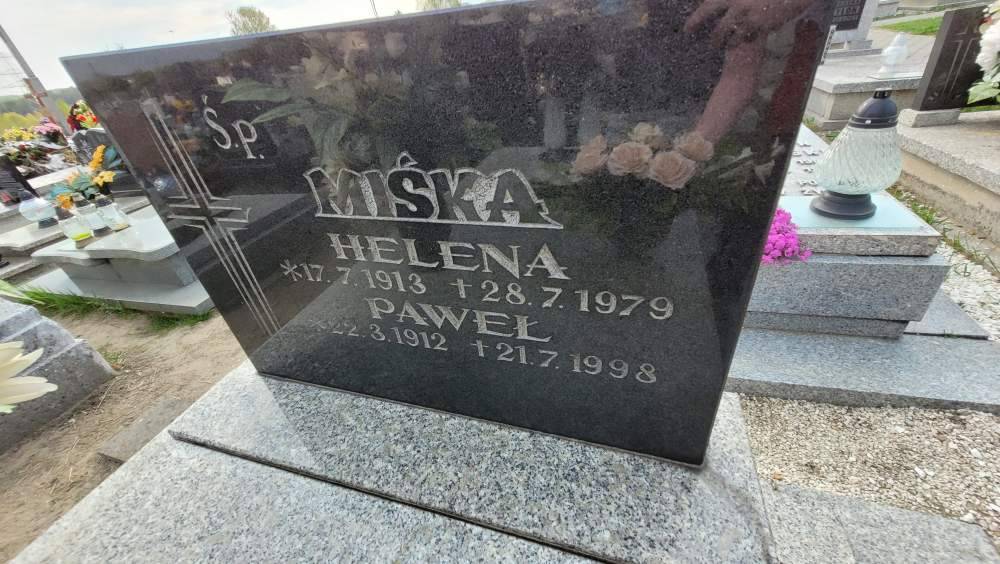 Ś.p.
MIŚKA
HELENA
*17.7.1913 †28.7.1979
PAWEŁ
*22.3.1912 †21.7.1998